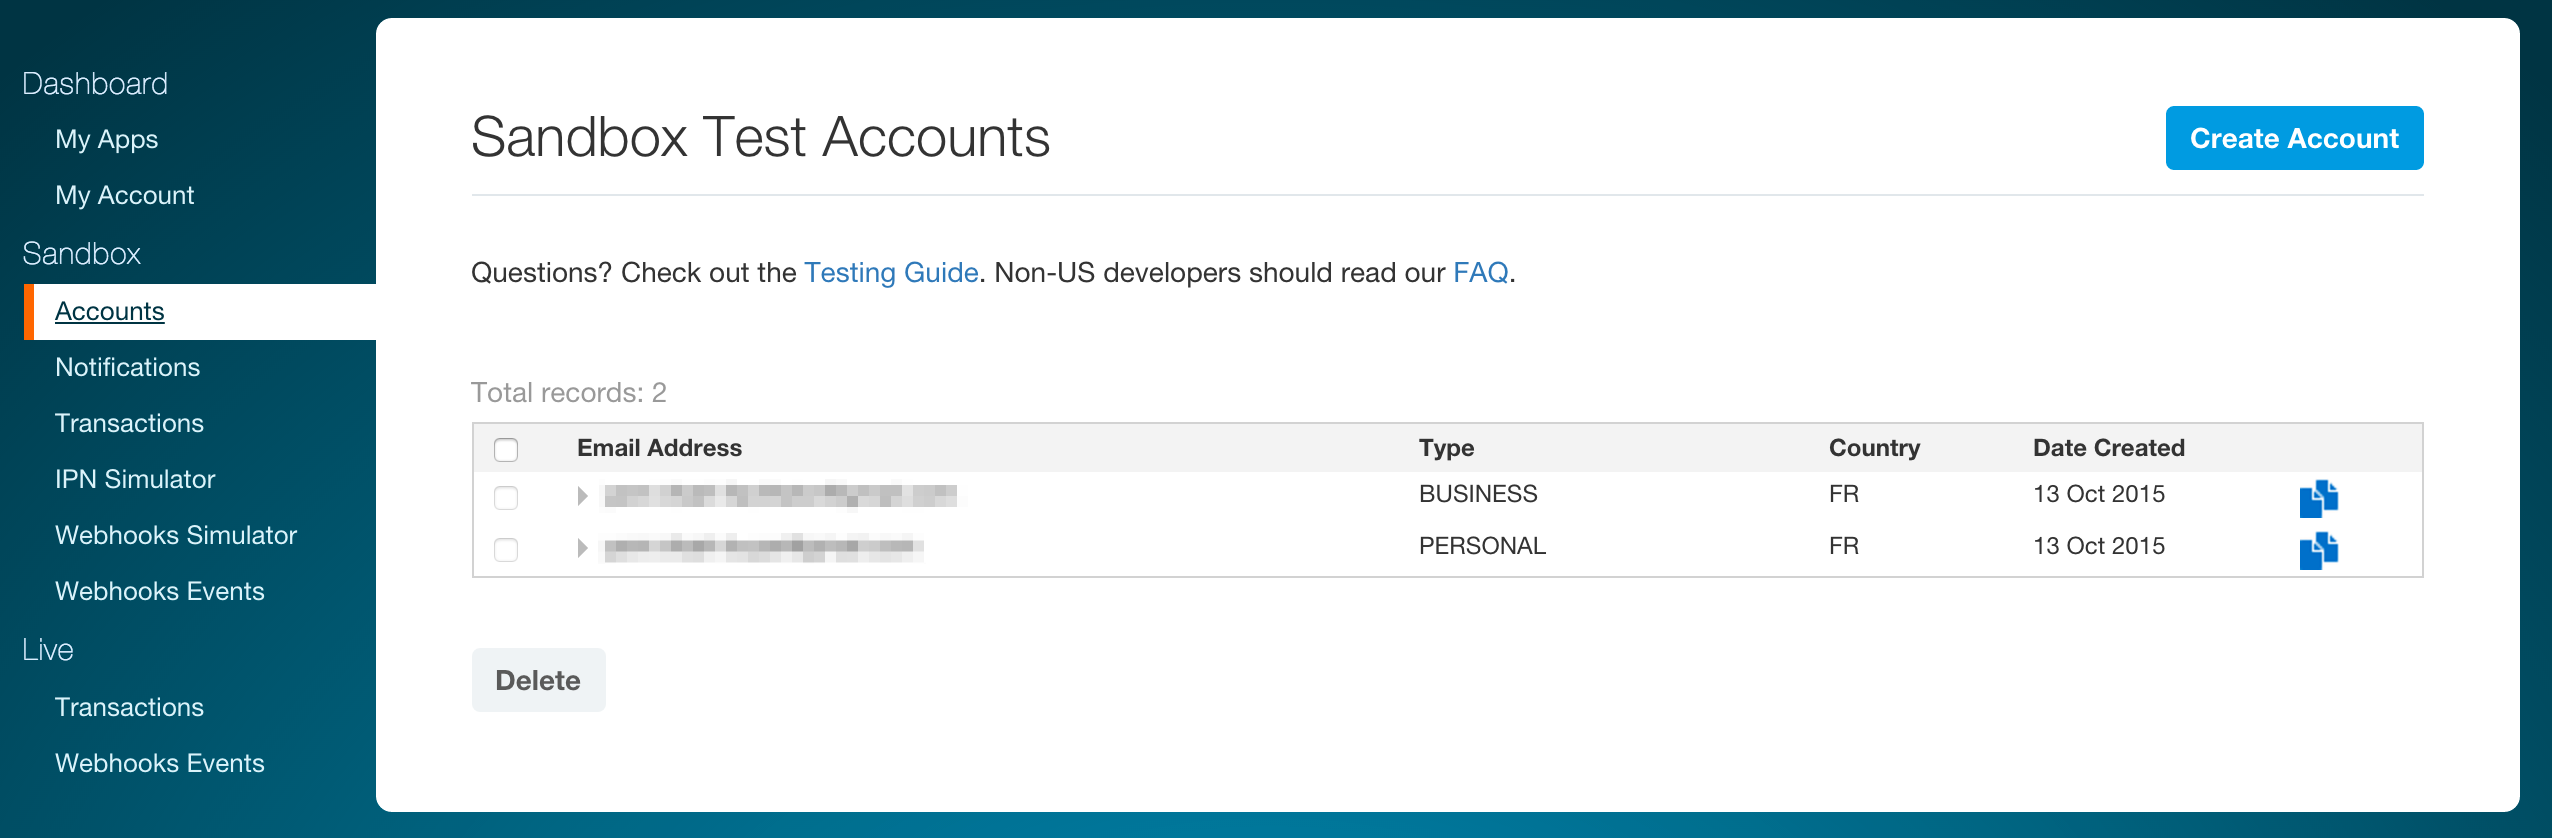 Dashboard
My Apps
My Account
Sandbox
Accounts
Notifications
Transactions
IPN Simulator
Webhooks Simulator
Webhooks Events
Live
Transactions
Webhooks Events
Sandbox Test Accounts
Create Account
Questions? Check out the Testing Guide. Non-US developers should read our FAQ.
Total records: 2
Email Address Type Country Date Created
BUSINESS FR 13 Oct 2015
PERSONAL FR 13 Oct 2015
Delete